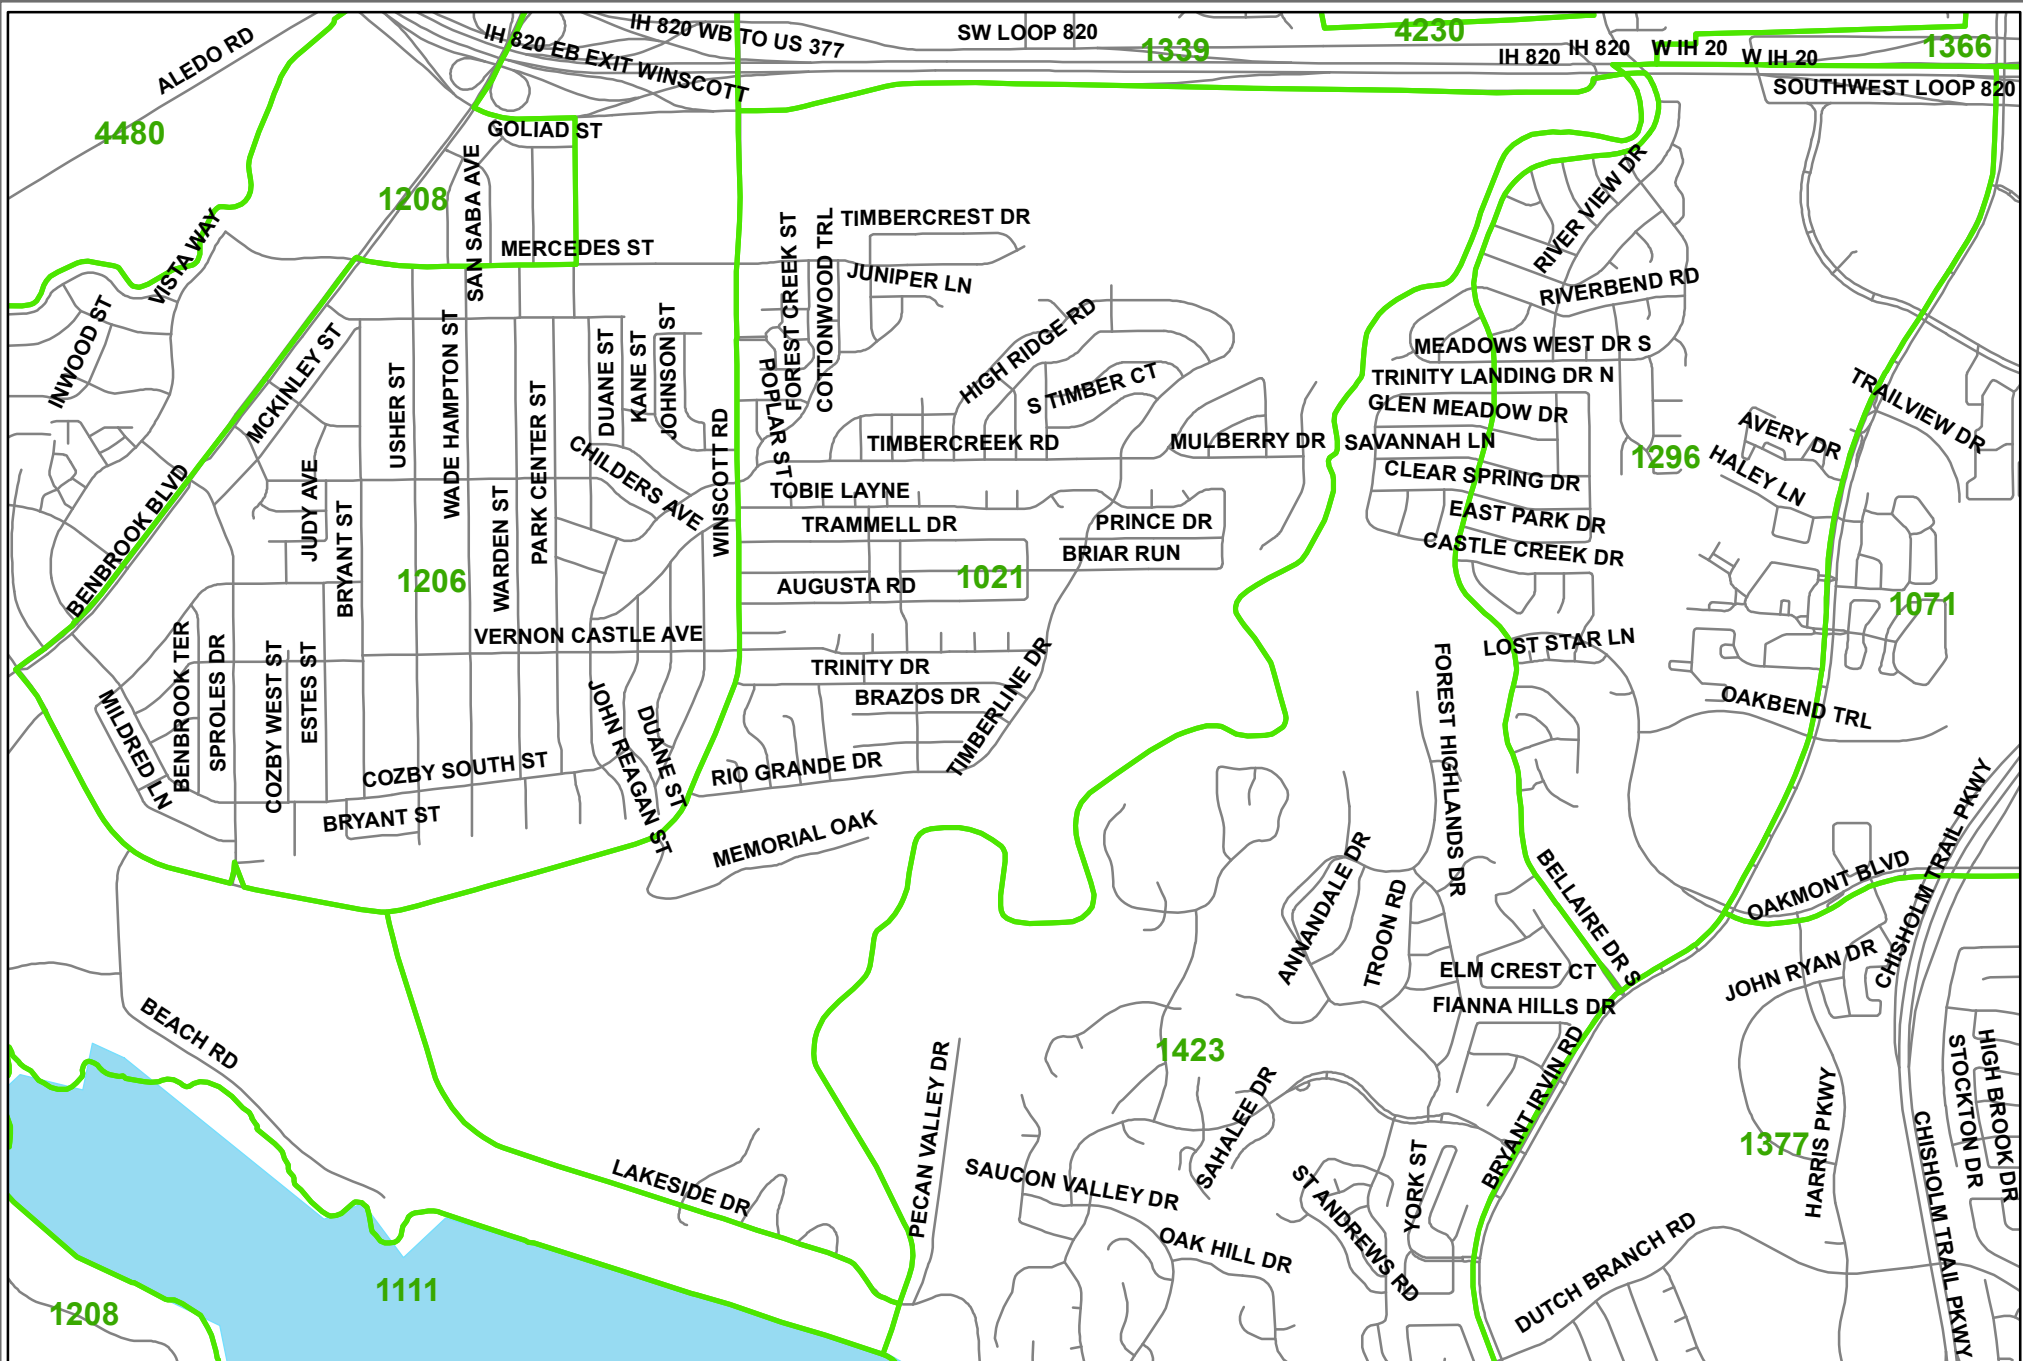 ALEDO RD
IH 820 EB EXIT WINSCOTT
IH 820 WB TO US 377
SW LOOP 820
1339
4230
IH 820
IH 820
W IH 20
W IH 20
1366
SOUTHWEST LOOP 820
4480
GOLIAD ST
1208
SAN SABA AVE
MERCEDES ST
VISTA WAY
INWOOD ST
MCKINLEY ST
BENBROOK BLVD
USHER ST
WADE HAMPTON ST
PARK CENTER ST
WARDEN ST
DUANE ST
KANE ST
JOHNSON ST
CHILDERS AVE
WINSCOTT RD
JUDY AVE
BRYANT ST
1206
VERNON CASTLE AVE
BENBROOK TER
SPROLES DR
COZBY WEST ST
ESTES ST
MILDRED LN
COZBY SOUTH ST
BRYANT ST
JOHN REAGAN ST
DUANE ST
FOREST CREEK ST
COTTONWOOD TRL
TIMBERCREST DR
JUNIPER LN
POPLAR ST
HIGH RIDGE RD
S TIMBER CT
TIMBERCREEK RD
MULBERRY DR
TOBIE LAYNE
TRAMMELL DR
PRINCE DR
BRIAR RUN
AUGUSTA RD
1021
TRINITY DR
BRAZOS DR
TIMBERLINE DR
RIO GRANDE DR
MEMORIAL OAK
RIVER VIEW DR
RIVERBEND RD
MEADOWS WEST DR S
TRINITY LANDING DR N
GLEN MEADOW DR
SAVANNAH LN
CLEAR SPRING DR
EAST PARK DR
CASTLE CREEK DR
1296
AVERY DR
HALEY LN
TRAILVIEW DR
1071
LOST STAR LN
OAKBEND TRL
FOREST HIGHLANDS DR
ANNANDALE DR
TROON RD
BELLAIRE DR S
ELM CREST CT
FIANNA HILLS DR
OAKMONT BLVD
CHISHOLM TRAIL PKWY
JOHN RYAN DR
BEACH RD
1423
PECAN VALLEY DR
SAHALEE DR
BRYANT IRVIN RD
LAKESIDE DR
SAUCON VALLEY DR
ST ANDREWS RD
YORK ST
OAK HILL DR
1377
HARRIS PKWY
STOCKTON DR
HIGH BROOK DR
CHISHOLM TRAIL PKWY
DUTCH BRANCH RD
1111
1208